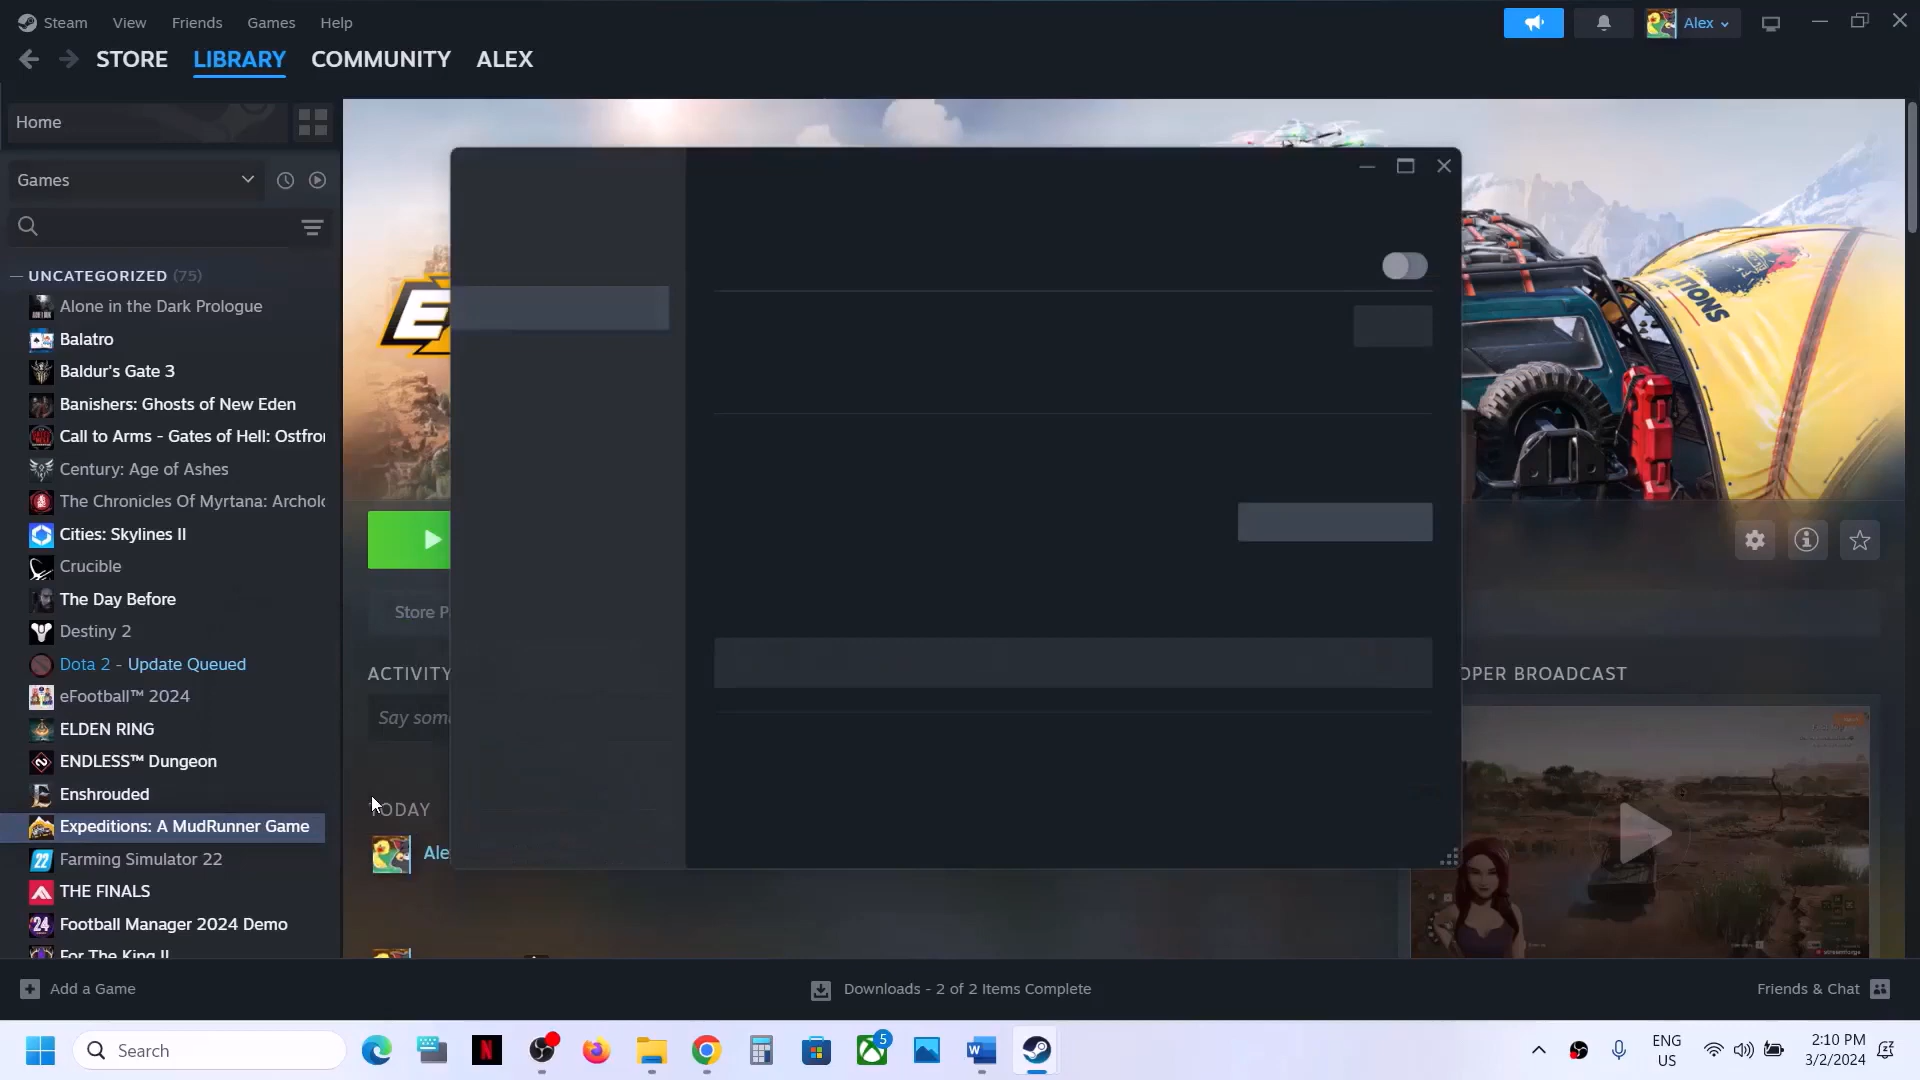 Steam
View
Friends
Games
Help
Alex
STORE
LIBRARY
COMMUNITY
ALEX
Home
Games
UNCATEGORIZED (75)
Alone in the Dark Prologue
Balatro
Baldur's Gate 3
Banishers: Ghosts of New Eden
Call to Arms - Gates of Hell: Ostfro
Century: Age of Ashes
The Chronicles Of Myrtana: Archol
Cities: Skylines II
Crucible
The Day Before
Destiny 2
Dota 2 - Update Queued
eFootball™ 2024
ELDEN RING
ENDLESS™ Dungeon
Enshrouded
Expeditions: A MudRunner Game
Farming Simulator 22
THE FINALS
Football Manager 2024 Demo
For The King II
E
IONS
Store P
ACTIVITY
Say som
TODAY
Ale
OPER BROADCAST
Add a Game
Downloads - 2 of 2 Items Complete
Friends & Chat
Search
5
ENG
US
2:10 PM
3/2/2024